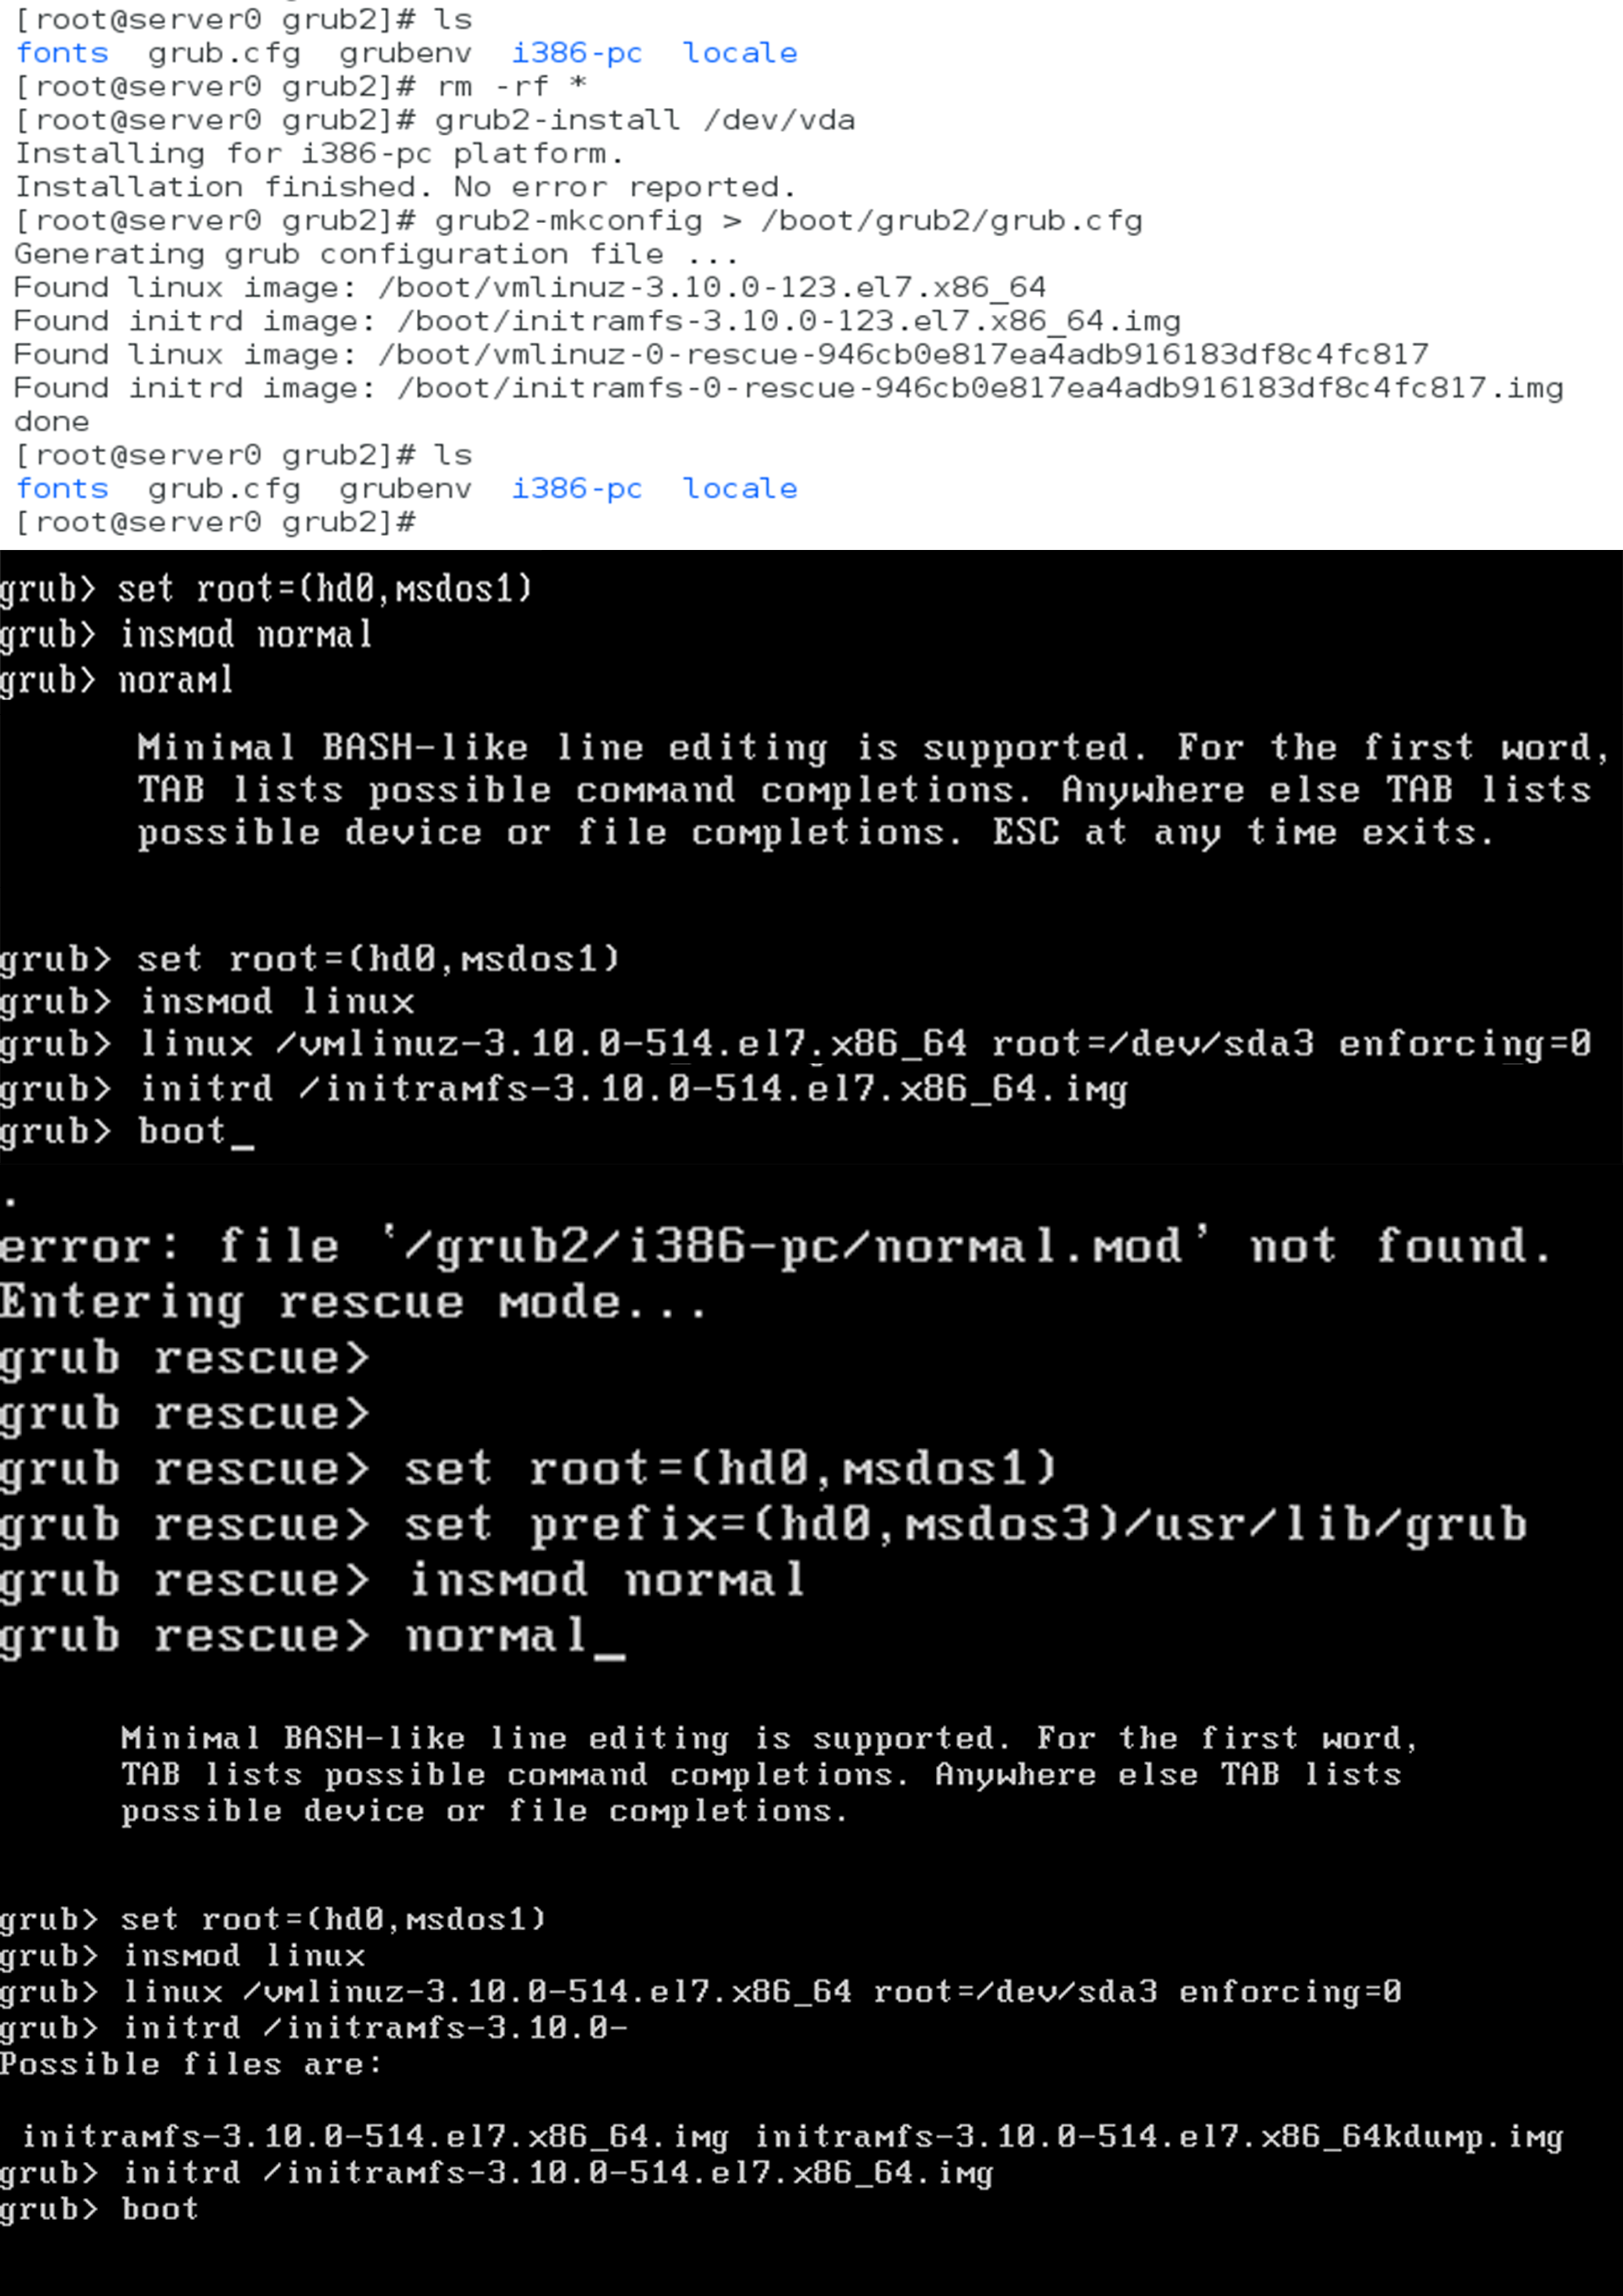 [root@server0 grub2]# ls
fonts  grub.cfg  grubenv  i386-pc  locale
[root@server0 grub2]# rm -rf *
[root@server0 grub2]# grub2-install /dev/vda
Installing for i386-pc platform.
Installation finished. No error reported.
[root@server0 grub2]# grub2-mkconfig > /boot/grub2/grub.cfg
Generating grub configuration file ...
Found linux image: /boot/vmlinuz-3.10.0-123.el7.x86_64
Found initrd image: /boot/initramfs-3.10.0-123.el7.x86_64.img
Found linux image: /boot/vmlinuz-0-rescue-946cb0e817ea4adb916183df8c4fc817
Found initrd image: /boot/initramfs-0-rescue-946cb0e817ea4adb916183df8c4fc817.img
done
[root@server0 grub2]# ls
fonts  grub.cfg  grubenv  i386-pc  locale
[root@server0 grub2]#
grub> set root=(hd0,msdos1)
grub> insmod normal
grub> noraml
Minimal BASH-like line editing is supported. For the first word,
TAB lists possible command completions. Anywhere else TAB lists
possible device or file completions. ESC at any time exits.
grub> set root=(hd0,msdos1)
grub> insmod linux
grub> linux /vmlinuz-3.10.0-514.el7.x86_64 root=/dev/sda3 enforcing=0
grub> initrd /initramfs-3.10.0-514.el7.x86_64.img
grub> boot_
.
error: file '/grub2/i386-pc/normal.mod' not found.
Entering rescue mode...
grub rescue>
grub rescue>
grub rescue> set root=(hd0,msdos1)
grub rescue> set prefix=(hd0,msdos3)/usr/lib/grub
grub rescue> insmod normal
grub rescue> normal_
Minimal BASH-like line editing is supported. For the first word,
TAB lists possible command completions. Anywhere else TAB lists
possible device or file completions.
grub> set root=(hd0,msdos1)
grub> insmod linux
grub> linux /vmlinuz-3.10.0-514.el7.x86_64 root=/dev/sda3 enforcing=0
grub> initrd /initramfs-3.10.0-
Possible files are:
initramfs-3.10.0-514.el7.x86_64.img initramfs-3.10.0-514.el7.x86_64kdump.img
grub> initrd /initramfs-3.10.0-514.el7.x86_64.img
grub> boot